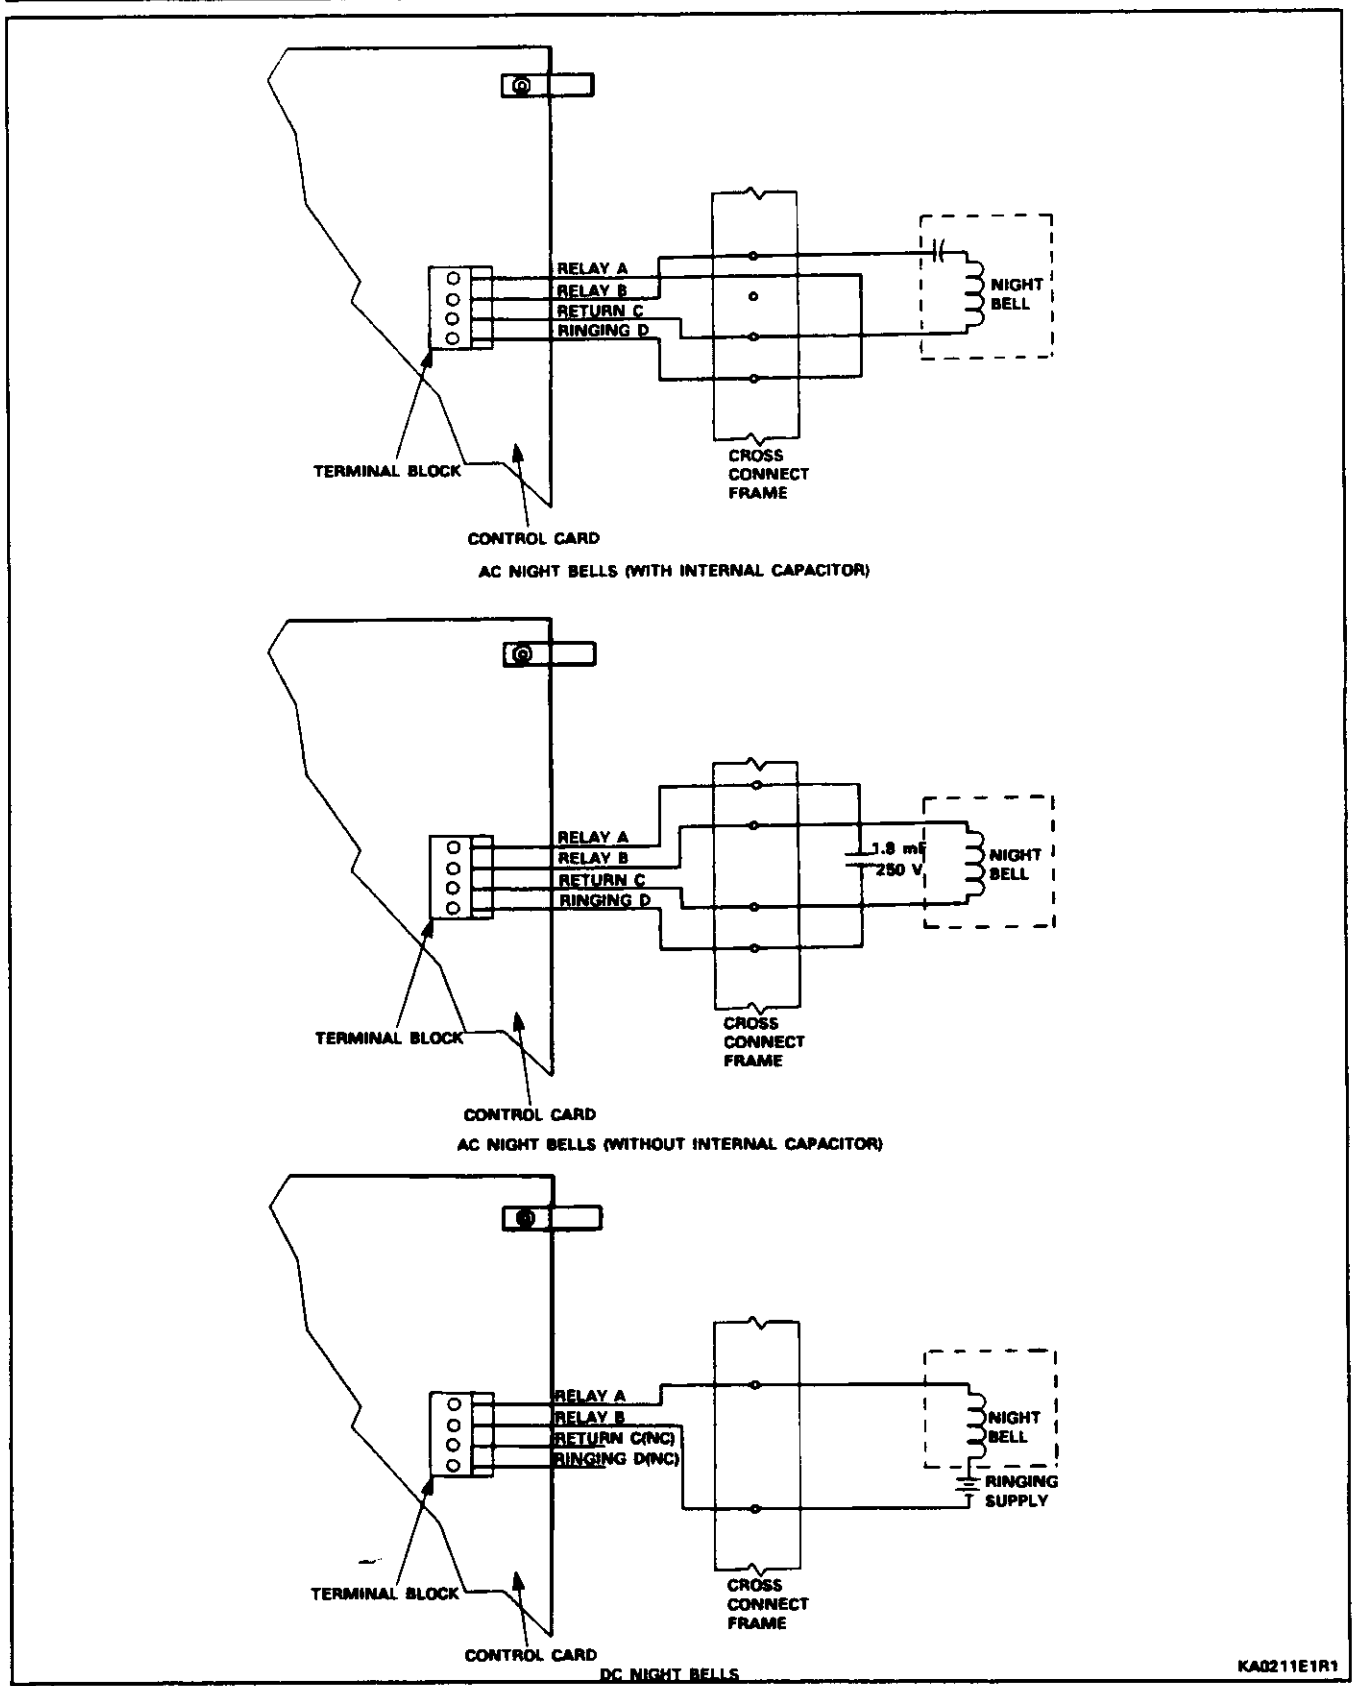 RELAY A
RELAY B
RETURN C
RINGING D
NIGHT
BELL
TERMINAL BLOCK
CROSS
CONNECT
FRAME
CONTROL CARD
AC NIGHT BELLS (WITH INTERNAL CAPACITOR)
RELAY A
RELAY B
RETURN C
RINGING D
1.8 mF
250 V
NIGHT
BELL
TERMINAL BLOCK
CROSS
CONNECT
FRAME
CONTROL CARD
AC NIGHT BELLS (WITHOUT INTERNAL CAPACITOR)
RELAY A
RELAY B
RETURN C(NC)
RINGING D(NC)
NIGHT
BELL
RINGING
SUPPLY
TERMINAL BLOCK
CROSS
CONNECT
FRAME
CONTROL CARD
DC NIGHT BELLS
KA0211E1R1